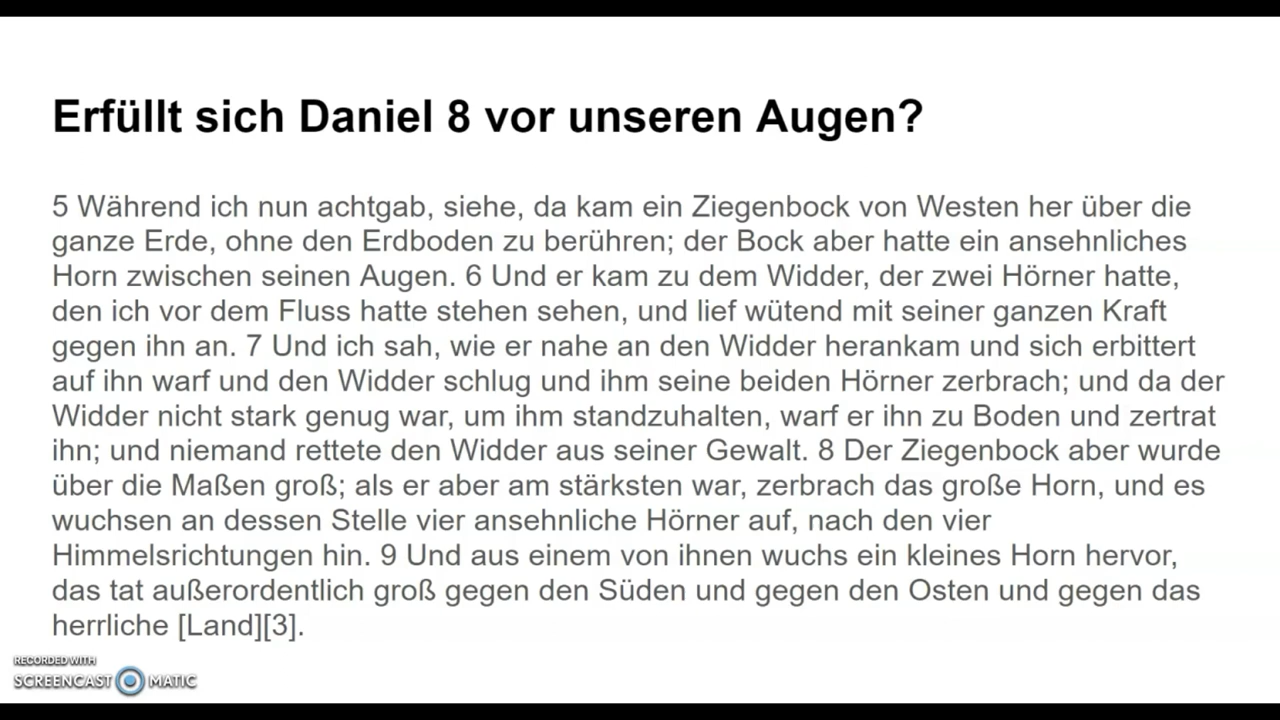 Erfüllt sich Daniel 8 vor unseren Augen?
5 Während ich nun achtgab, siehe, da kam ein Ziegenbock von Westen her über die
ganze Erde, ohne den Erdboden zu berühren; der Bock aber hatte ein ansehnliches
Horn zwischen seinen Augen. 6 Und er kam zu dem Widder, der zwei Hörner hatte,
den ich vor dem Fluss hatte stehen sehen, und lief wütend mit seiner ganzen Kraft
gegen ihn an. 7 Und ich sah, wie er nahe an den Widder herankam und sich erbittert
auf ihn warf und den Widder schlug und ihm seine beiden Hörner zerbrach; und da der
Widder nicht stark genug war, um ihm standzuhalten, warf er ihn zu Boden und zertrat
ihn; und niemand rettete den Widder aus seiner Gewalt. 8 Der Ziegenbock aber wurde
über die Maßen groß; als er aber am stärksten war, zerbrach das große Horn, und es
wuchsen an dessen Stelle vier ansehnliche Hörner auf, nach den vier
Himmelsrichtungen hin. 9 Und aus einem von ihnen wuchs ein kleines Horn hervor,
das tat außerordentlich groß gegen den Süden und gegen den Osten und gegen das
herrliche [Land][3].
RECORDED WITH
SCREENCAST MATIC